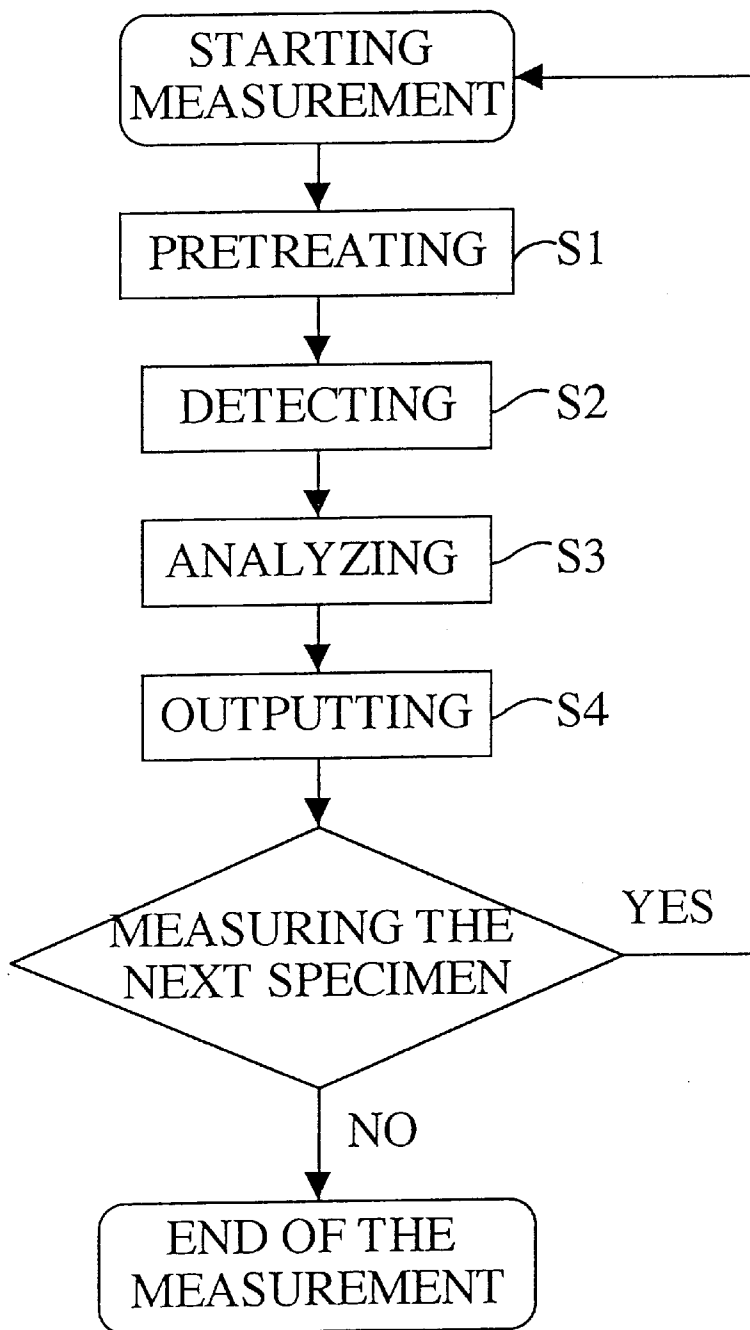 STARTING
MEASUREMENT
PRETREATING
S1
DETECTING
S2
ANALYZING
S3
OUTPUTTING
S4
MEASURING THE
NEXT SPECIMEN
YES
NO
END OF THE
MEASUREMENT